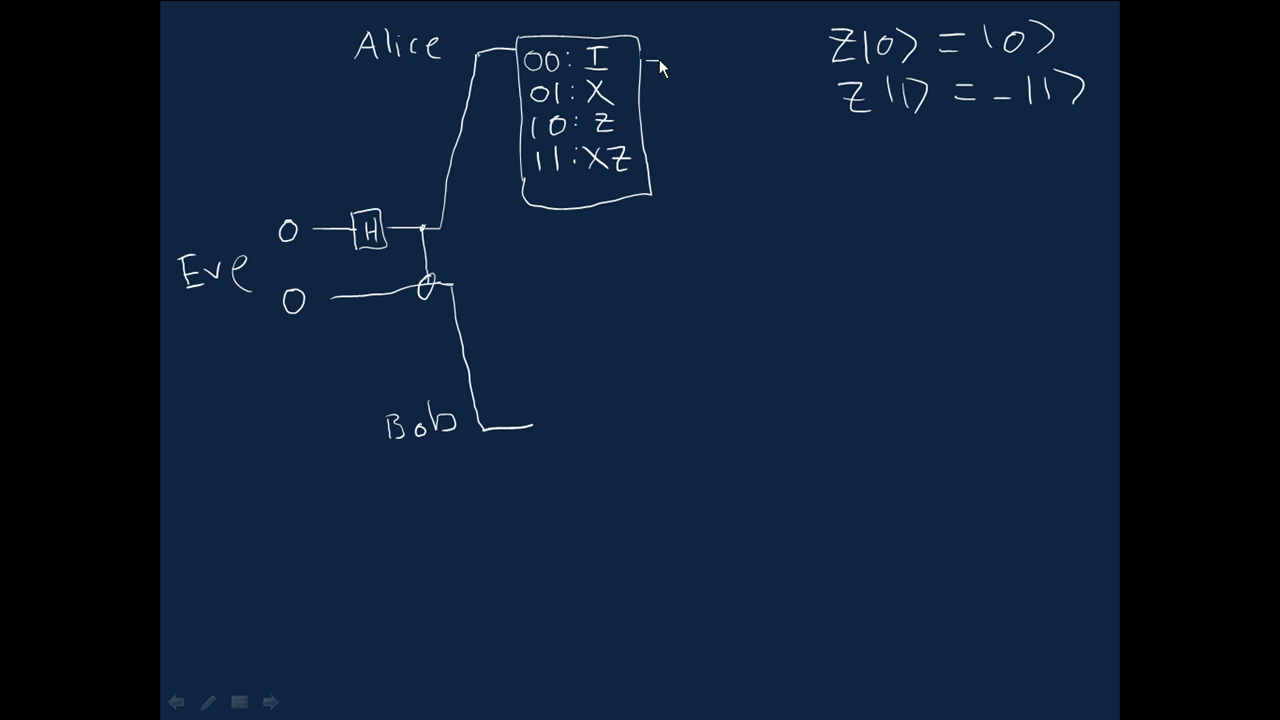 Alice
00: I
01: X
10: Z
11: XZ
Z|0⟩ = |0⟩
Z|1⟩ = -|1⟩
0
H
Eve
0
Bob